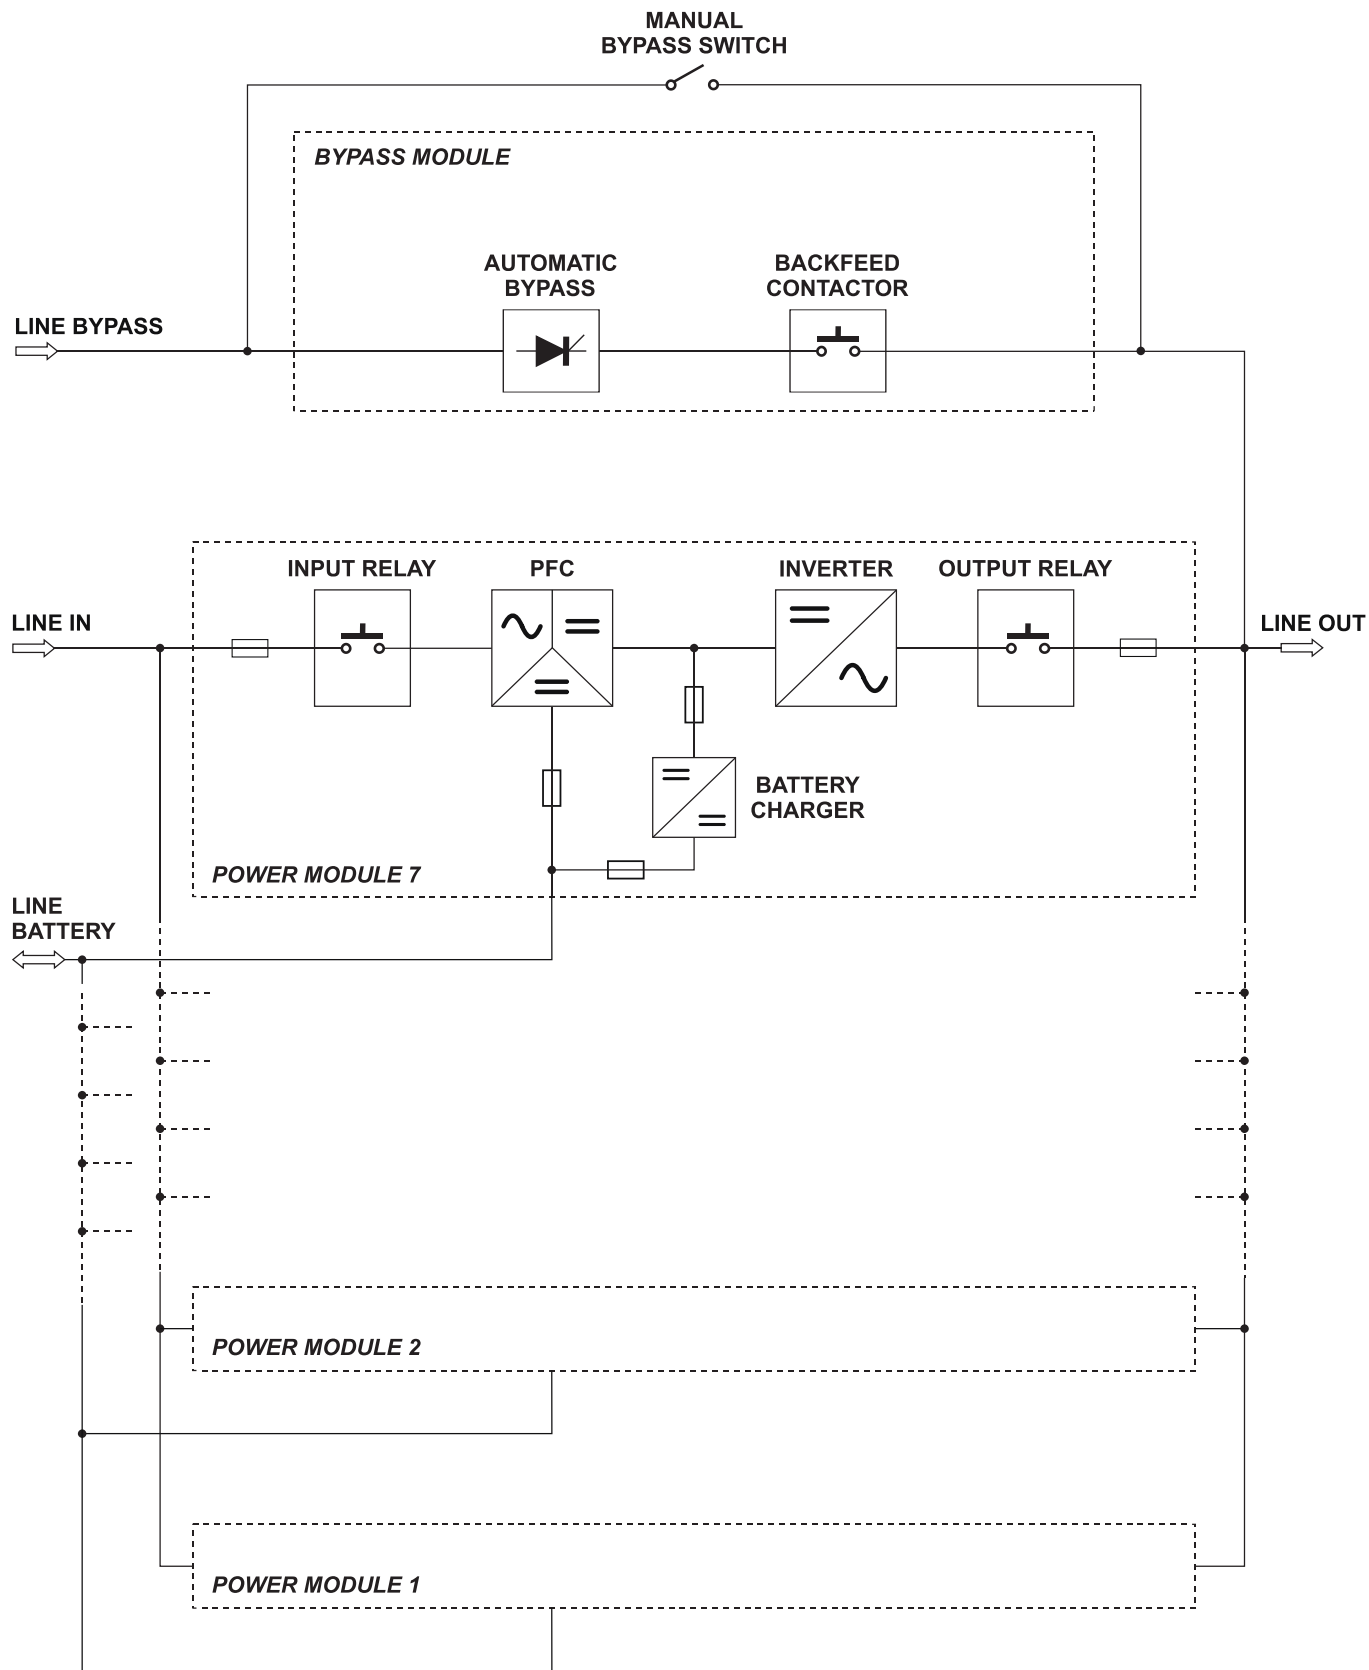 MANUAL
BYPASS SWITCH
BYPASS MODULE
AUTOMATIC
BYPASS
BACKFEED
CONTACTOR
LINE BYPASS
INPUT RELAY
PFC
INVERTER
OUTPUT RELAY
LINE IN
LINE OUT
BATTERY
CHARGER
POWER MODULE 7
LINE
BATTERY
POWER MODULE 2
POWER MODULE 1